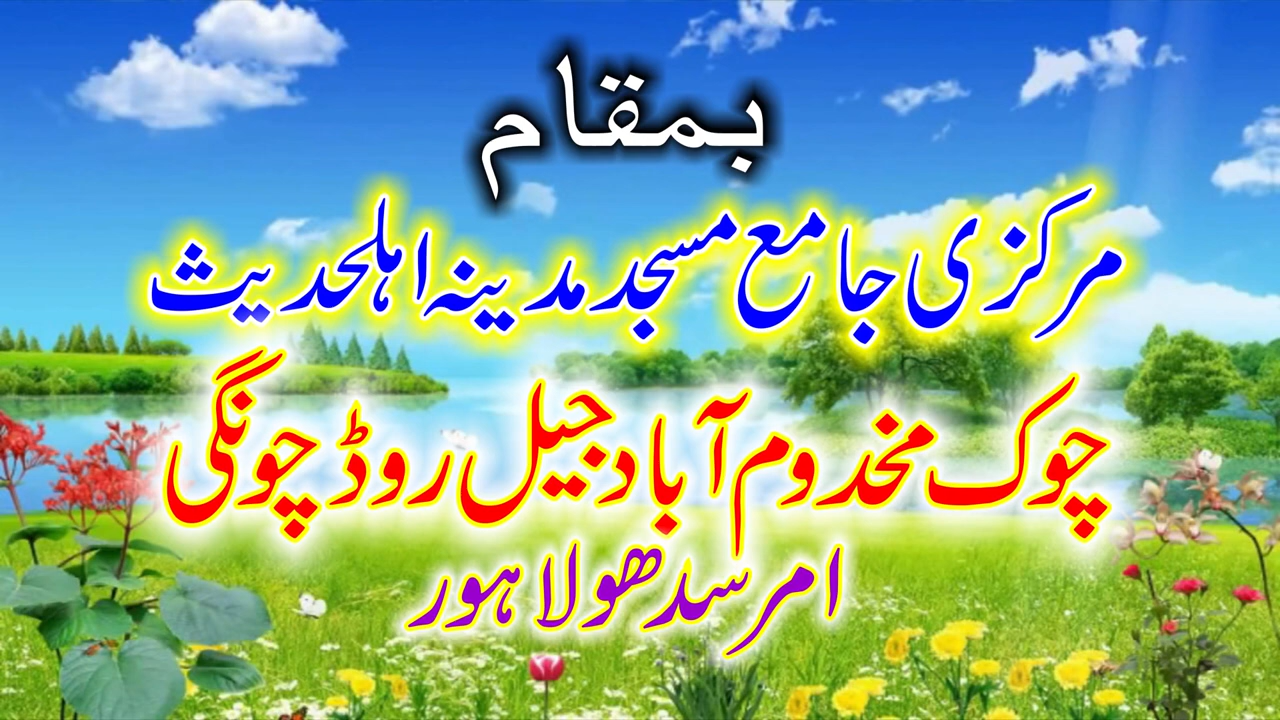 بمقام
مرکزی جامع مسجد مدینہ اہلحدیث
چوک مخدوم آباد جیل روڈ چونگی
امرسدھو لاہور